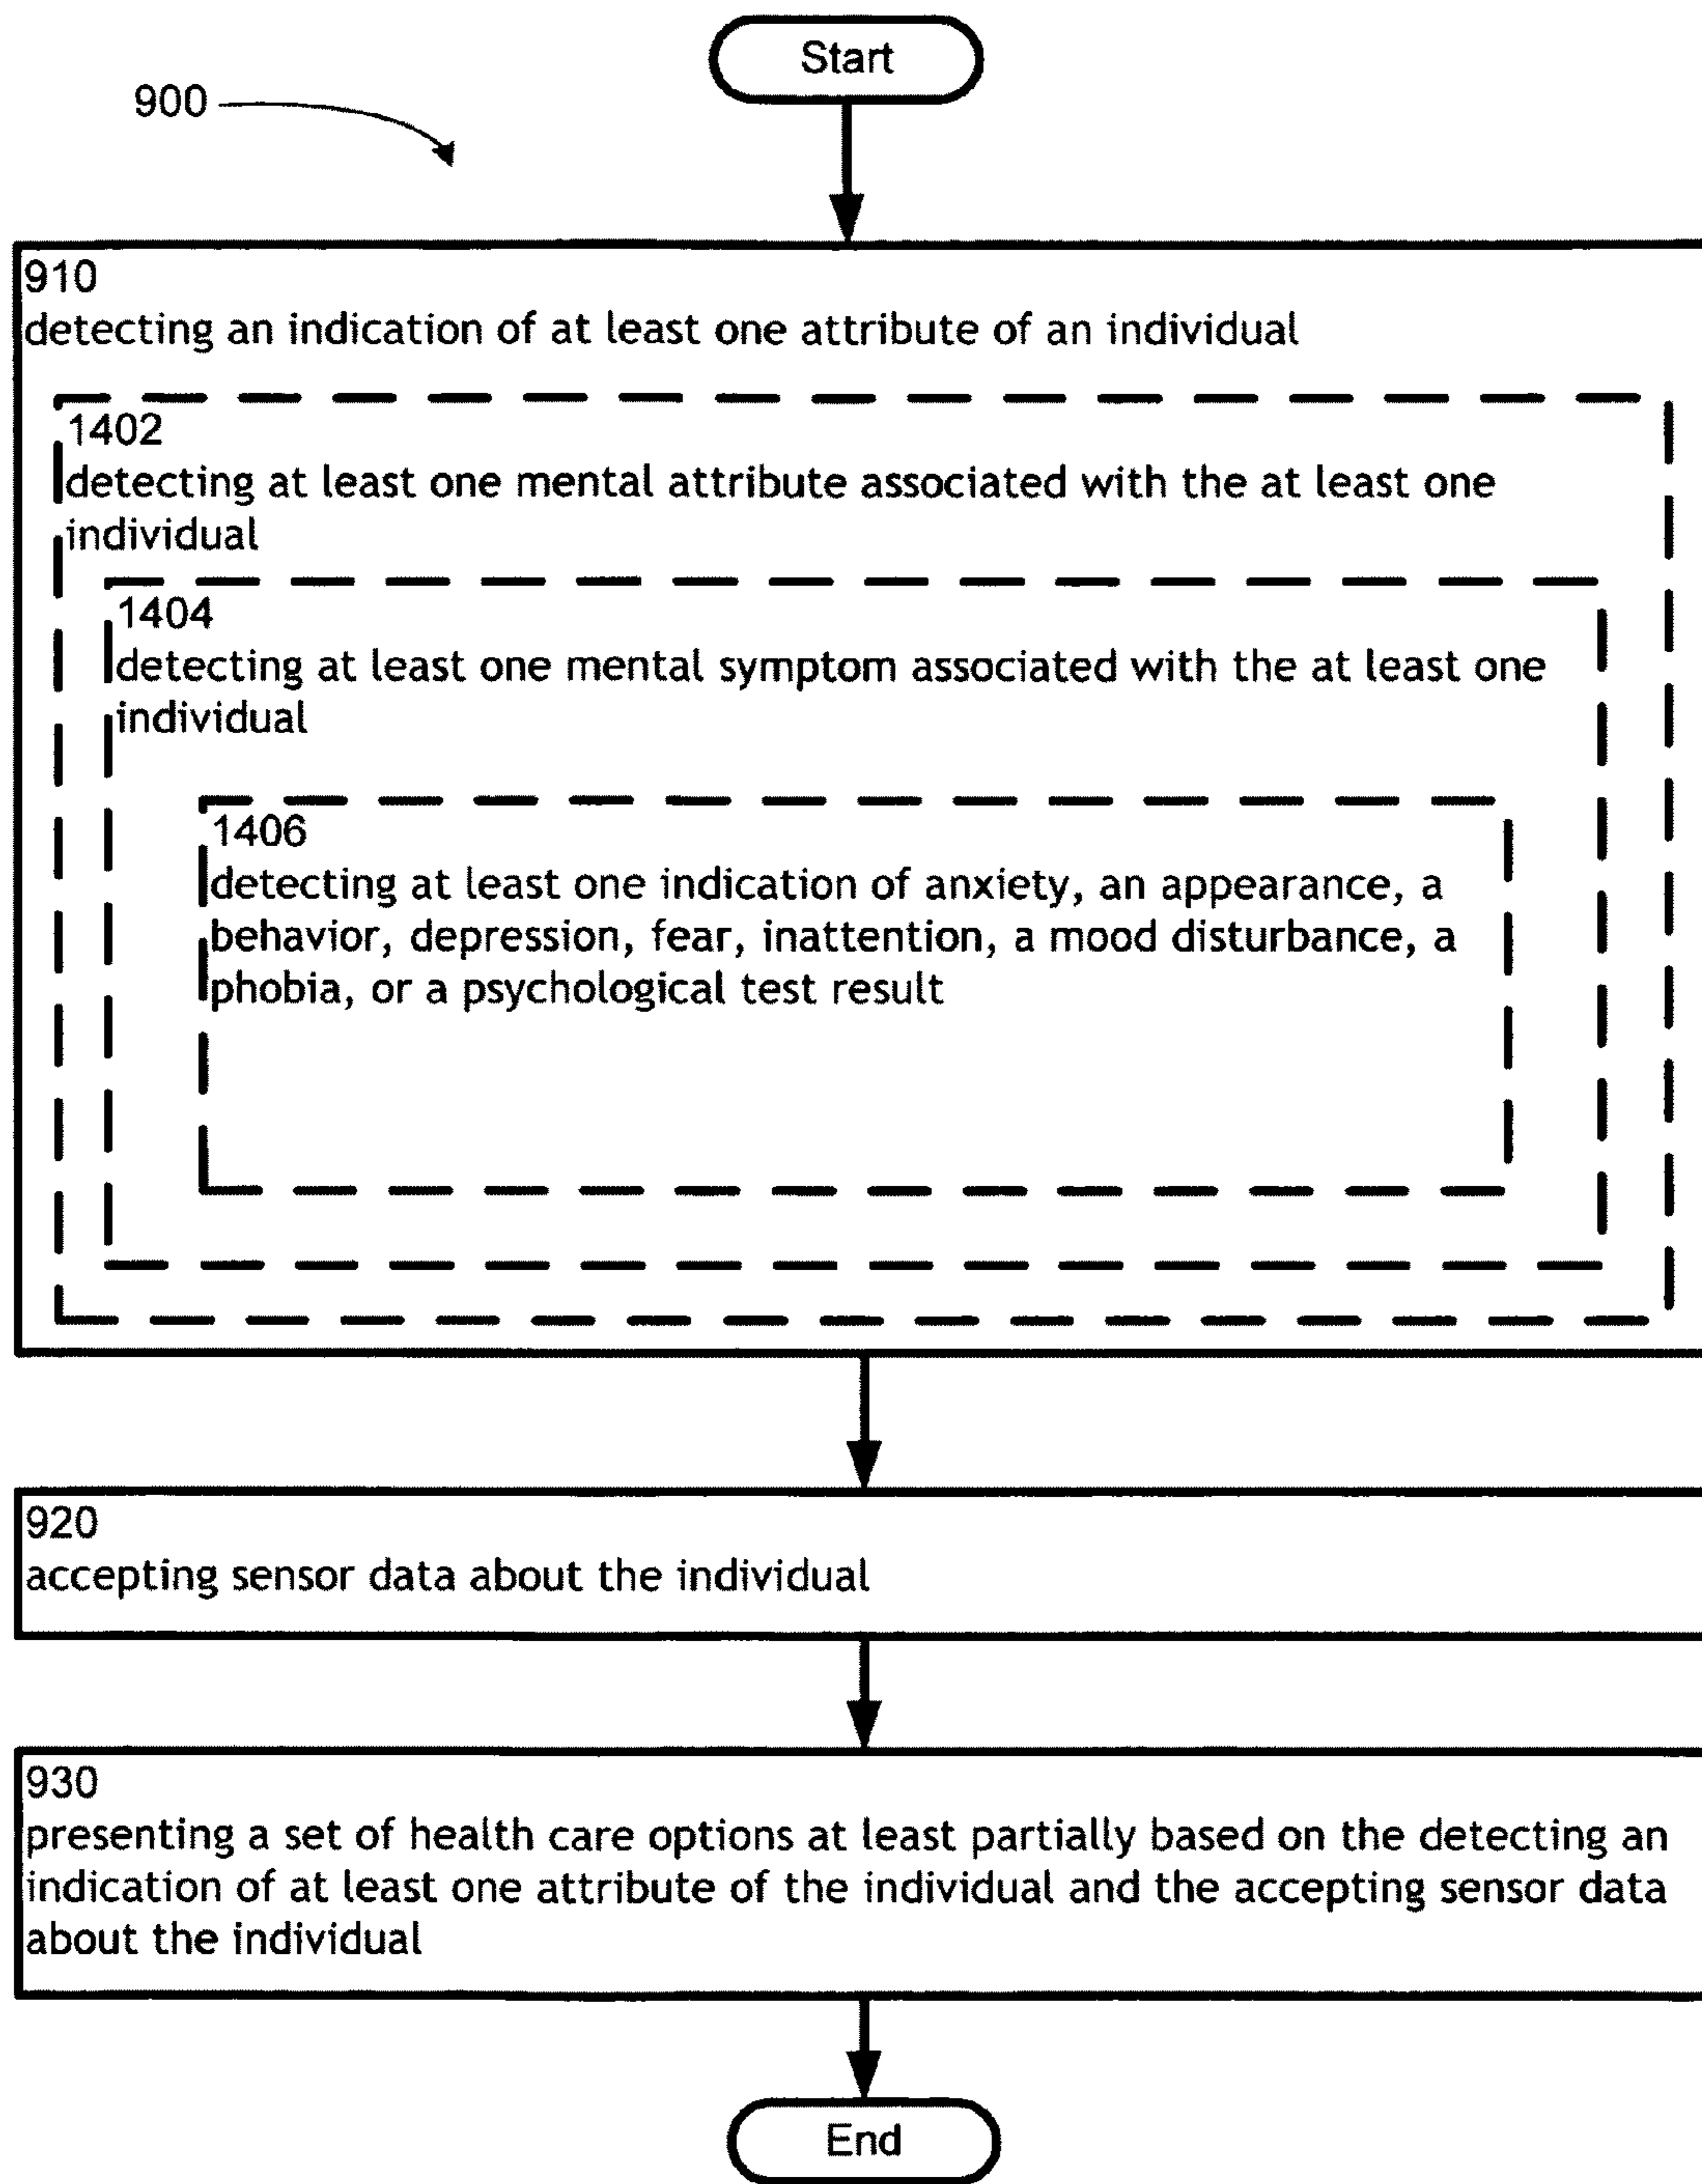 Start
900
910
detecting an indication of at least one attribute of an individual
1402
detecting at least one mental attribute associated with the at least one
individual
1404
detecting at least one mental symptom associated with the at least one
individual
1406
detecting at least one indication of anxiety, an appearance, a
behavior, depression, fear, inattention, a mood disturbance, a
phobia, or a psychological test result
920
accepting sensor data about the individual
930
presenting a set of health care options at least partially based on the detecting an
indication of at least one attribute of the individual and the accepting sensor data
about the individual
End